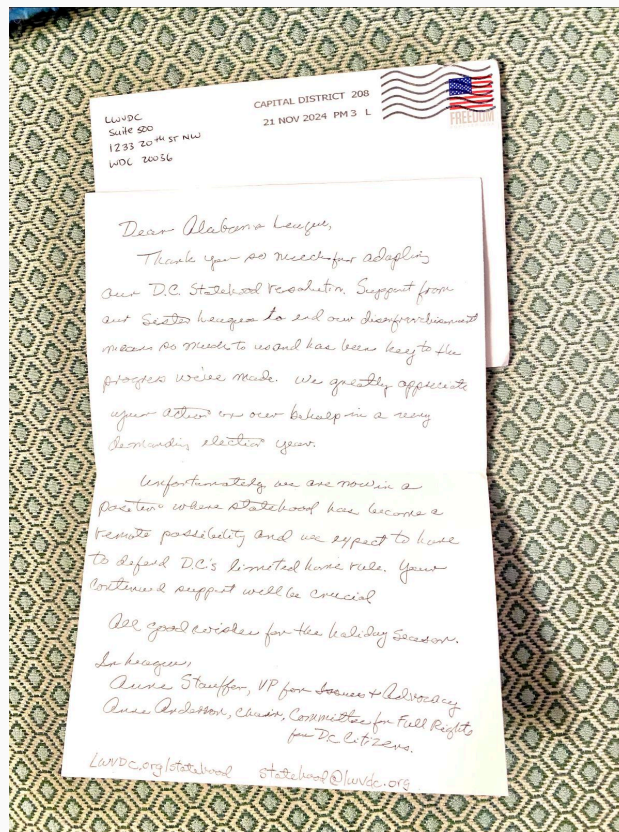 LWVDC
Suite 500
1233 20th ST NW
WDC 20036
CAPITAL DISTRICT 208
21 NOV 2024 PM 3 L
FREEDOM
Dear Alabama League,
Thank you so much for adopting
our D.C. Statehood resolution. Support from
our Sister Leagues to end our disenfranchisement
means so much to us and has been key to the
progress we've made. We greatly appreciate
your action on our behalf in a very
demanding election year.
Unfortunately we are now in a
position where statehood has become a
remote possibility and we expect to have
to defend D.C.'s limited home rule. Your
continued support will be crucial
All good wishes for the holiday Season.
In League,
Anne Stauffer, VP for Issues + Advocacy
Anne Anderson, Chair, Committee for Full Rights
for D.C. Citizens.
LWVDC.org/statehood statehood@lwvdc.org